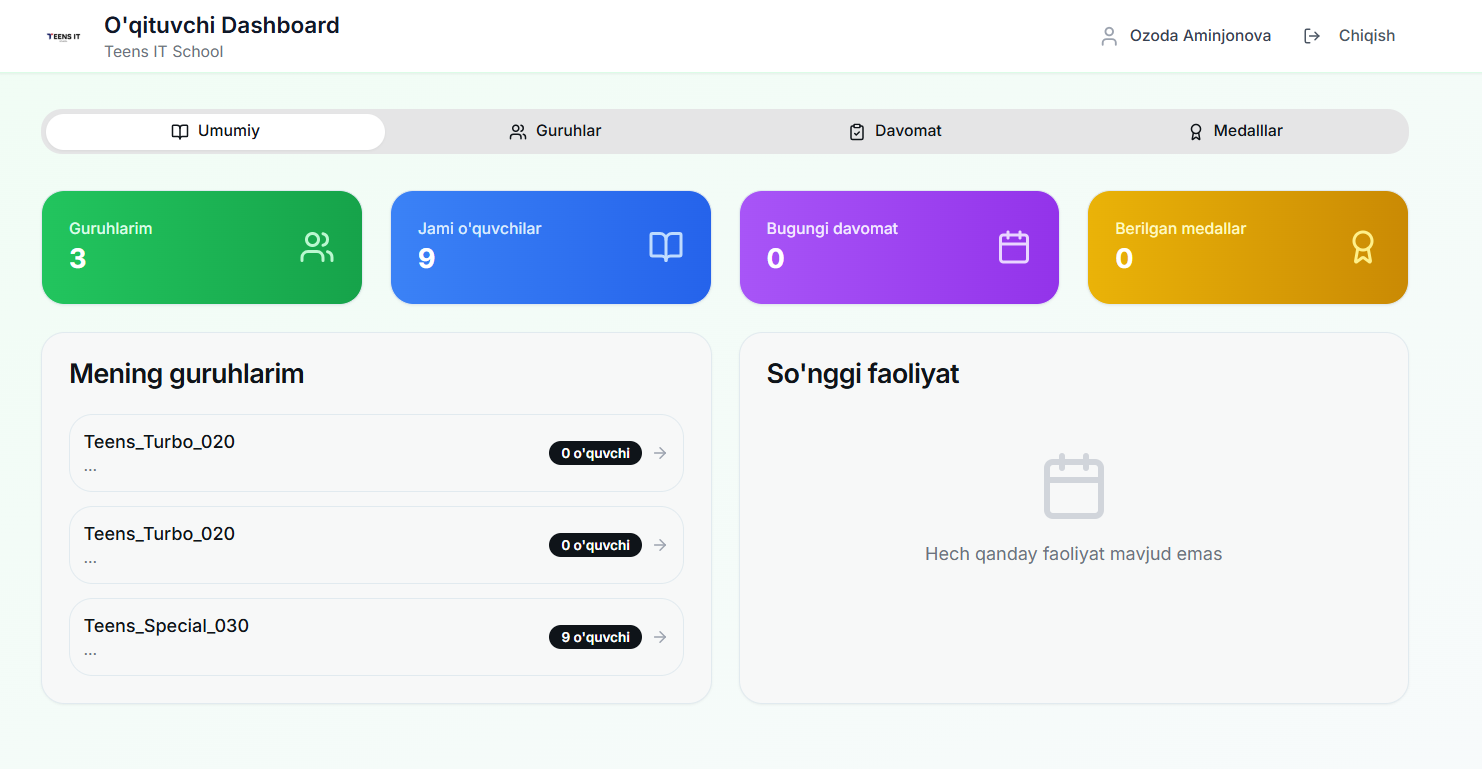 TEENS IT
O'qituvchi Dashboard
Teens IT School
Ozoda Aminjonova
Chiqish
Umumiy
Guruhlar
Davomat
Medalllar
Guruhlarim
3
Jami o'quvchilar
9
Bugungi davomat
0
Berilgan medallar
0
Mening guruhlarim
Teens_Turbo_020
...
0 o'quvchi
Teens_Turbo_020
...
0 o'quvchi
Teens_Special_030
...
9 o'quvchi
So'nggi faoliyat
Hech qanday faoliyat mavjud emas